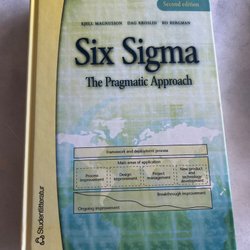 Second edition
KJELL MAGNUSSON DAG KROSLID BO BERGMAN
Six Sigma
The Pragmatic Approach
Framework and deployment process
Main areas of application
Process improvement
Design improvement
Project management
New product and technology development
Breakthrough improvement
Ongoing improvement
Studentlitteratur